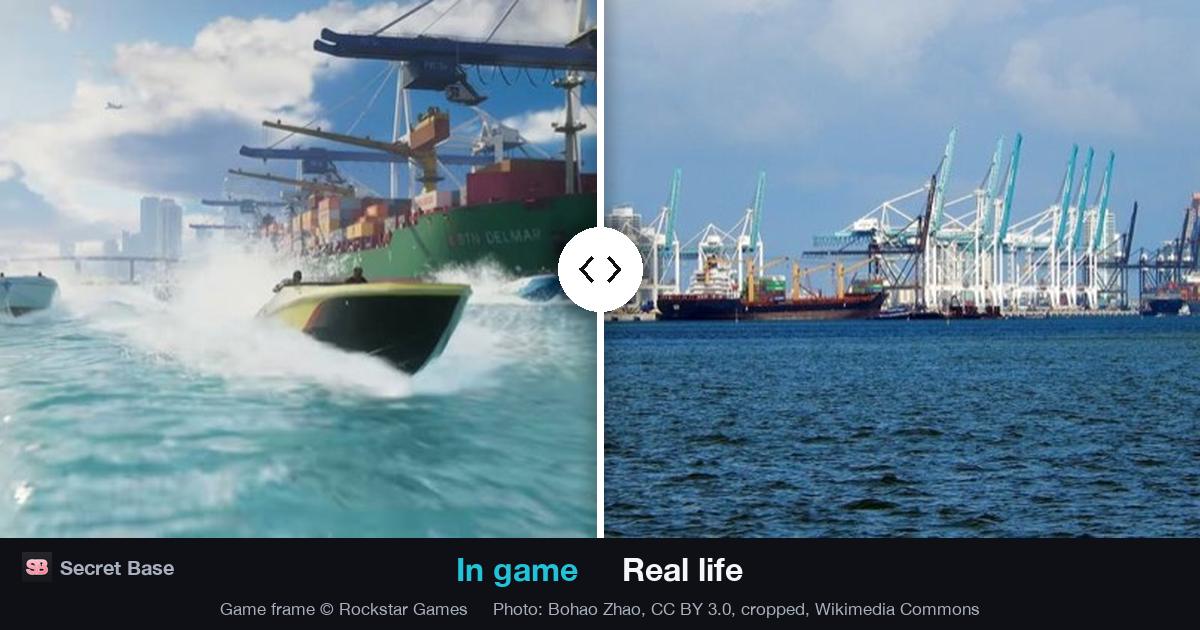 DELMAR
SB Secret Base
In game Real life
Game frame © Rockstar Games Photo: Bohao Zhao, CC BY 3.0, cropped, Wikimedia Commons